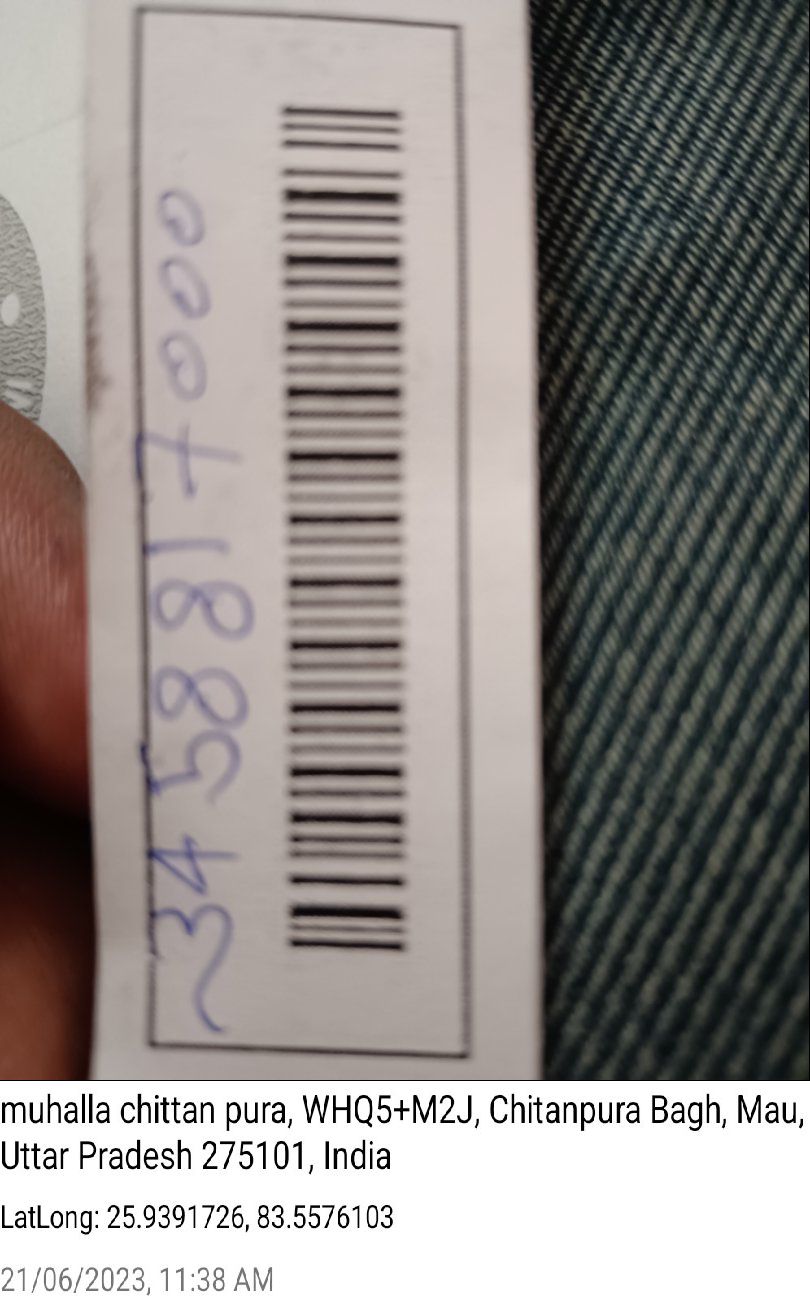 ~3458817000
muhalla chittan pura, WHQ5+M2J, Chitanpura Bagh, Mau,
Uttar Pradesh 275101, India
LatLong: 25.9391726, 83.5576103
21/06/2023, 11:38 AM